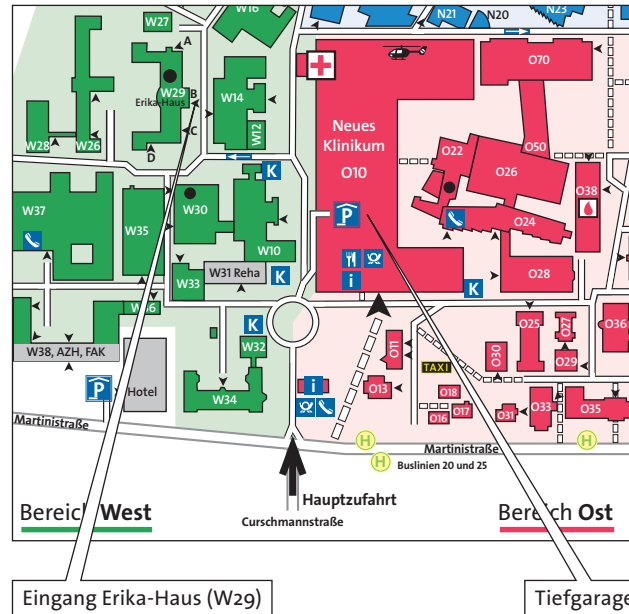 W27
W16
N21
N20
N23
A
W29
Erika-Haus
B
C
D
W14
W12
W28
W26
Neues
Klinikum
O10
O70
O50
O22
O26
O38
O24
O28
K
W37
W35
W30
W10
W31 Reha
W33
K
P
i
K
W36
K
W32
W38, AZH, FAK
P
Hotel
W34
i
O11
O13
TAXI
O30
O25
O27
O29
O36
O18
O16
O17
O31
O33
O35
Martinistraße
H
H
H
Martinistraße
Buslinien 20 und 25
Hauptzufahrt
Curschmannstraße
Bereich West
Bereich Ost
Eingang Erika-Haus (W29)
Tiefgarage